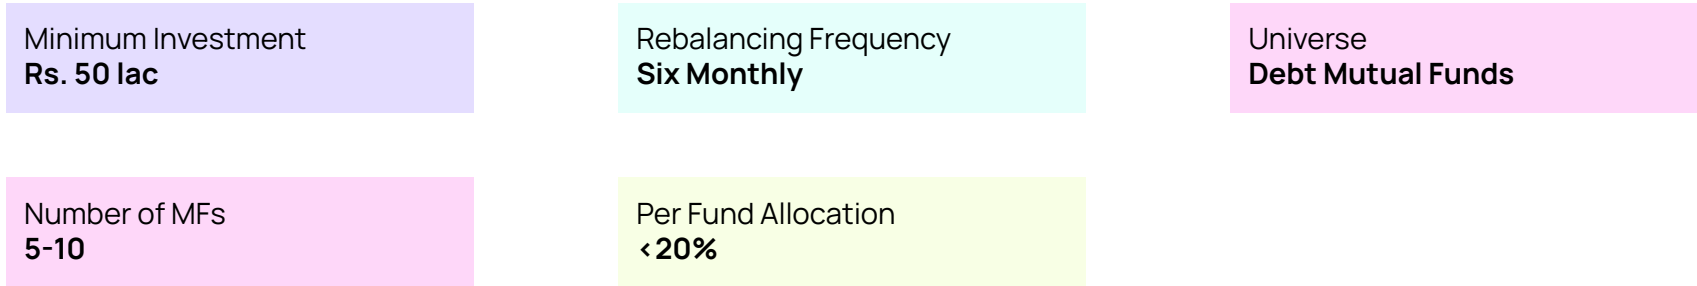 Minimum Investment
Rs. 50 lac
Rebalancing Frequency
Six Monthly
Universe
Debt Mutual Funds
Number of MFs
5-10
Per Fund Allocation
<20%